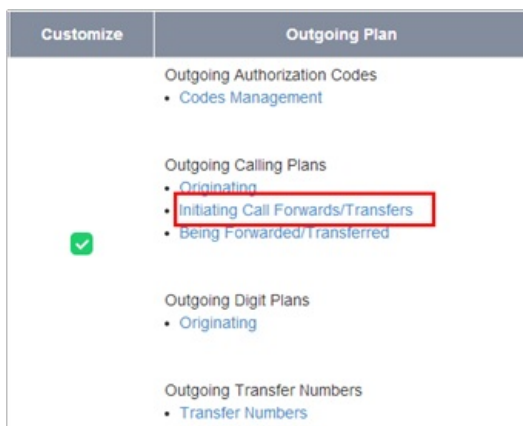 Customize
Outgoing Plan
Outgoing Authorization Codes
• Codes Management
Outgoing Calling Plans
• Originating
• Initiating Call Forwards/Transfers
• Being Forwarded/Transferred
Outgoing Digit Plans
• Originating
Outgoing Transfer Numbers
• Transfer Numbers